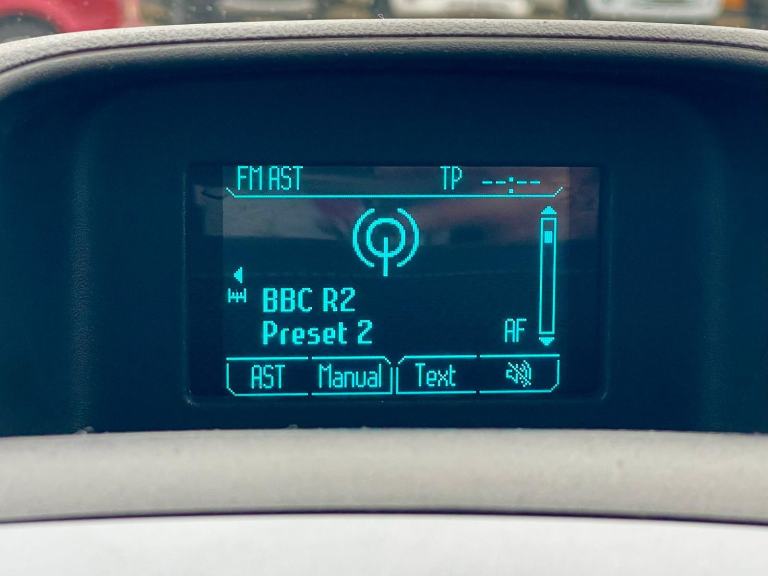 FM AST TP --:--
BBC R2
Preset 2 AF
AST Manual Text